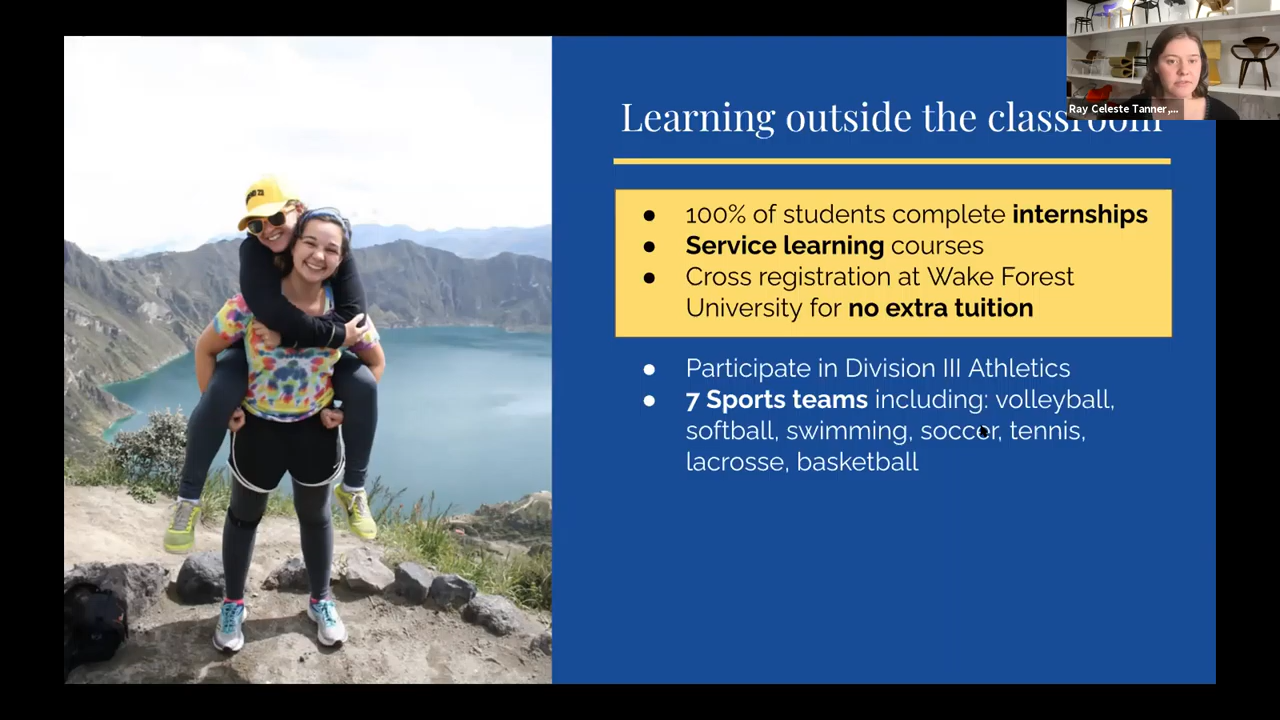 Ray Celeste Tanner,...
Learning outside the classroom
● 100% of students complete internships
● Service learning courses
● Cross registration at Wake Forest
University for no extra tuition
● Participate in Division III Athletics
● 7 Sports teams including: volleyball,
softball, swimming, soccer, tennis,
lacrosse, basketball